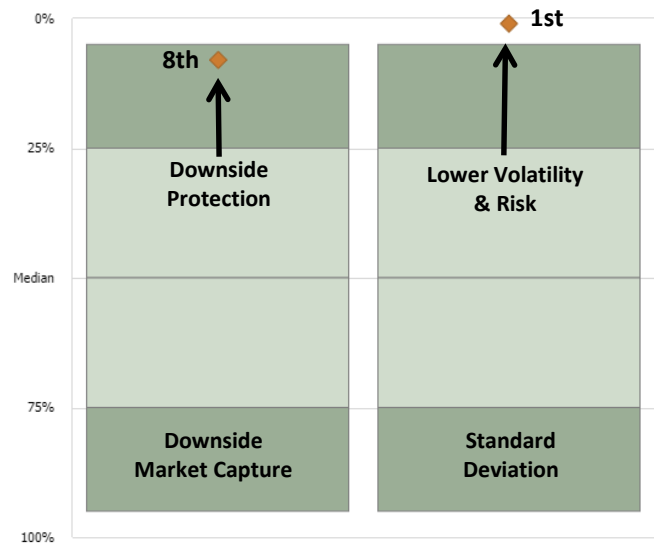 0%
1st
8th
25%
Downside
Protection
Lower Volatility
& Risk
Median
75%
Downside
Market Capture
Standard
Deviation
100%